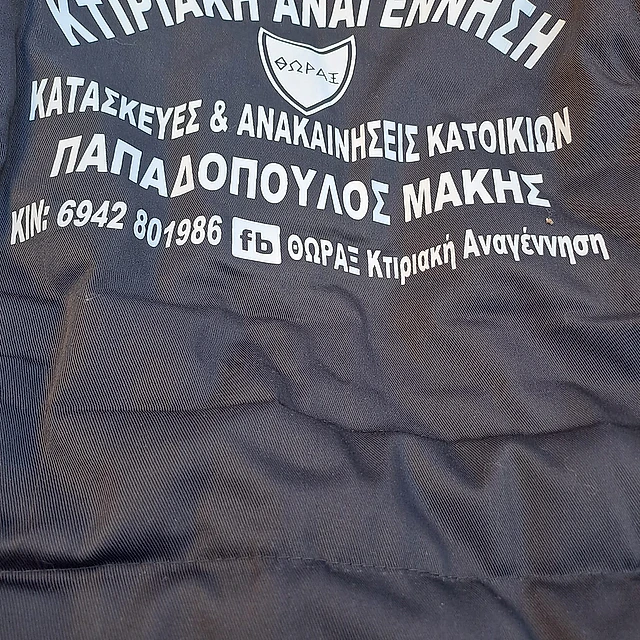 ΚΤΙΡΙΑΚΗ ΑΝΑΓΕΝΝΗΣΗ
ΘΩΡΑΞ
ΚΑΤΑΣΚΕΥΕΣ & ΑΝΑΚΑΙΝΗΣΕΙΣ ΚΑΤΟΙΚΙΩΝ
ΠΑΠΑΔΟΠΟΥΛΟΣ ΜΑΚΗΣ
ΚΙΝ: 6942 801986 fb ΘΩΡΑΞ Κτιριακή Αναγέννηση